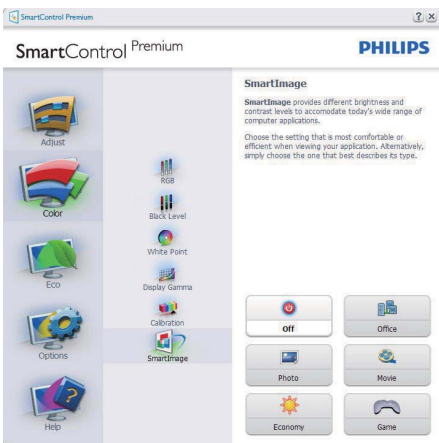 SmartControl Premium
? ×
SmartControl Premium
PHILIPS
Adjust
Color
Eco
Options
Help
RGB
Black Level
White Point
Display Gamma
Calibration
SmartImage
SmartImage
SmartImage provides different brightness and
contrast levels to accomodate today's wide range of
computer applications.
Choose the setting that is most comfortable or
efficient when viewing your application. Alternatively,
simply choose the one that best describes its type.
Off
Office
Photo
Movie
Economy
Game